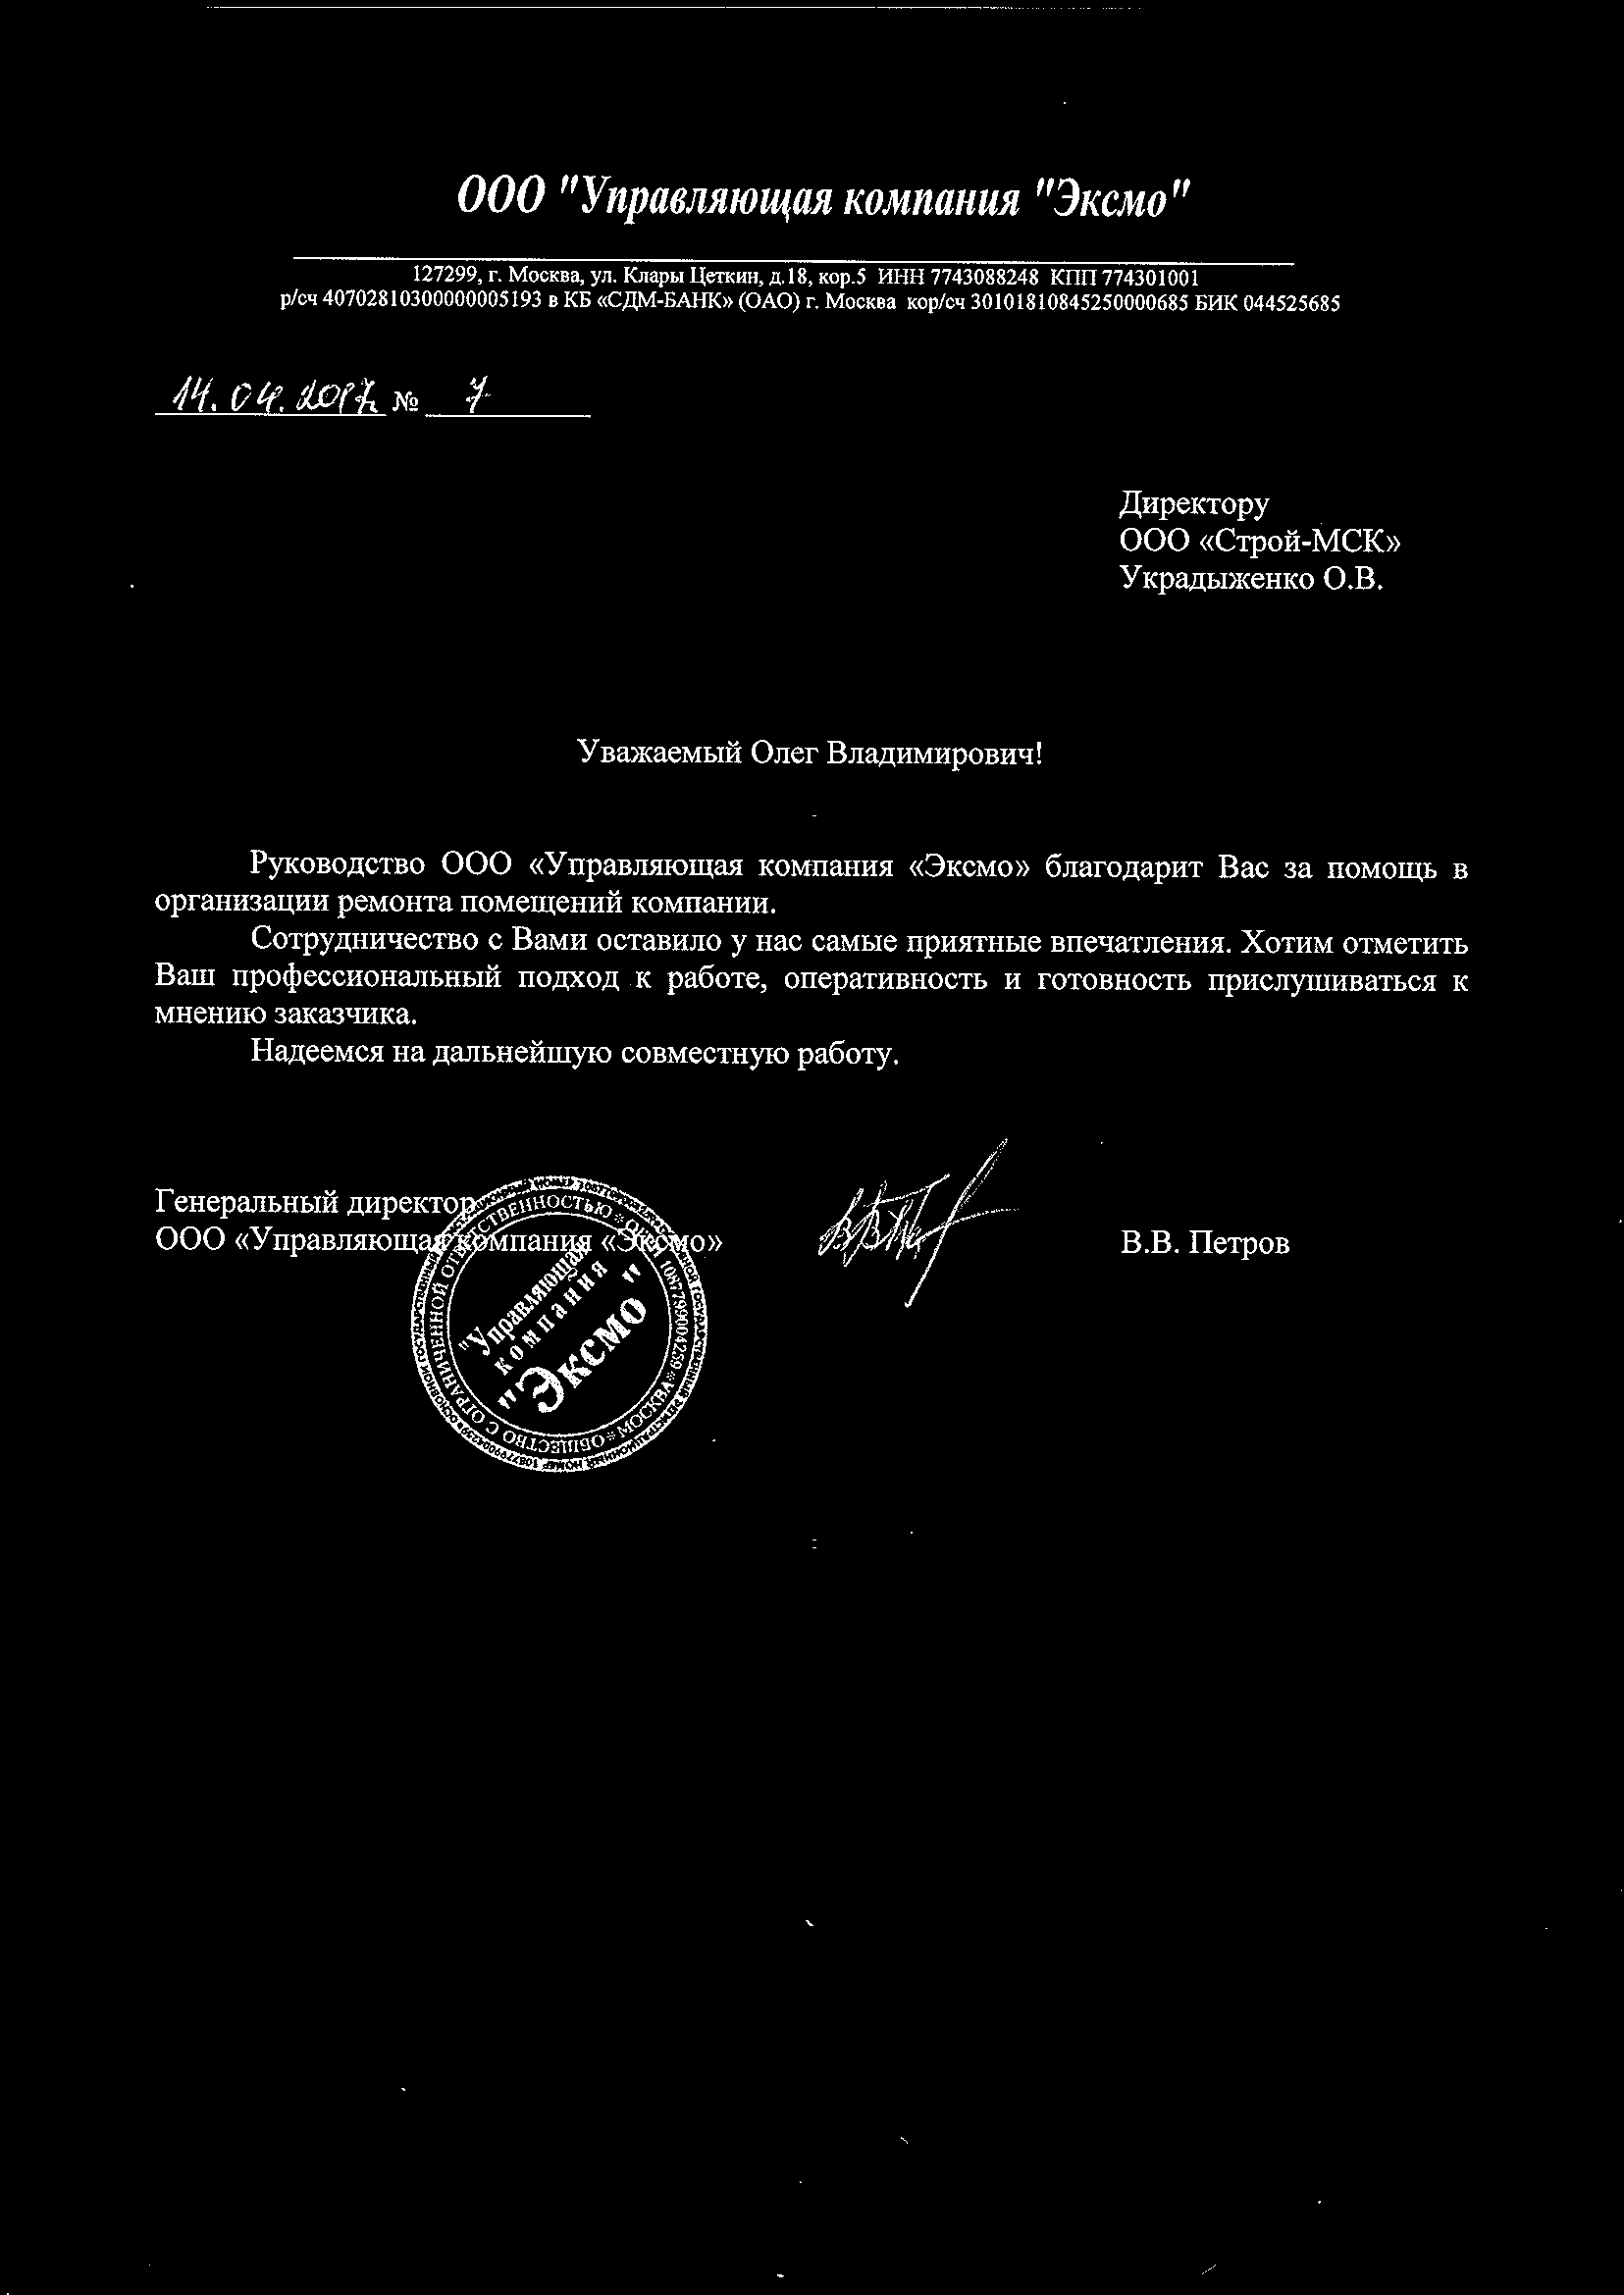 ООО "Управляющая компания "Эксмо"
127299, г. Москва, ул. Клары Цеткин, д.18, кор.5 ИНН 7743088248 КПП 774301001
р/сч 40702810300000005193 в КБ «СДМ-БАНК» (ОАО) г. Москва кор/сч 30101810845250000685 БИК 044525685
14.04.2017 № 7
Директору
ООО «Строй-МСК»
Украдыженко О.В.
Уважаемый Олег Владимирович!
Руководство ООО «Управляющая компания «Эксмо» благодарит Вас за помощь в
организации ремонта помещений компании.
Сотрудничество с Вами оставило у нас самые приятные впечатления. Хотим отметить
Ваш профессиональный подход к работе, оперативность и готовность прислушиваться к
мнению заказчика.
Надеемся на дальнейшую совместную работу.
Генеральный директор
ООО «Управляющая компания «Эксмо»
В.В. Петров
ОБЩЕСТВО С ОГРАНИЧЕННОЙ ОТВЕТСТВЕННОСТЬЮ * ОГРН 1087799004259 * МОСКВА *
"Управляющая
компания
"Эксмо"